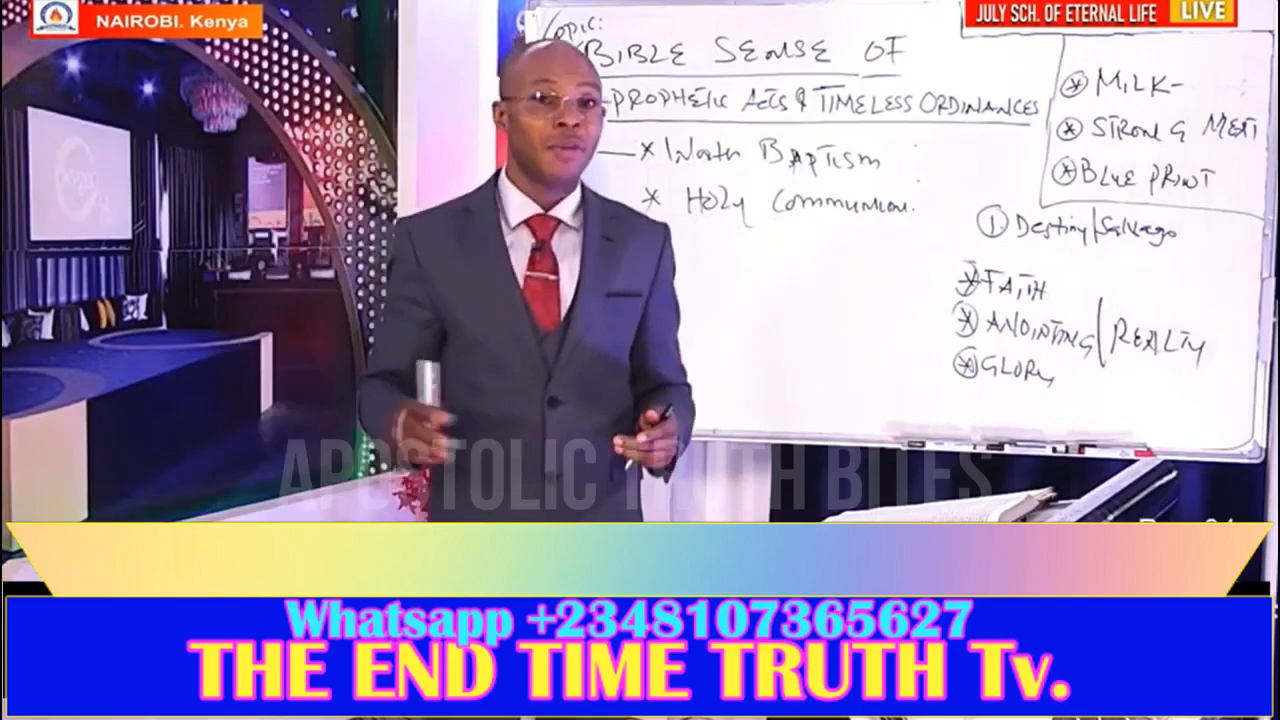 NAIROBI. Kenya
JULY SCH. OF ETERNAL LIFE LIVE
Topic:
BIBLE SENSE OF
PROPHETIC ACTS & TIMELESS ORDINANCES
* Water Baptism
* Holy Communion.
* MILK-
* STRONG MEAT
* BLUE PRINT
1. Destiny/
* FAITH
* ANOINTING
REALTY
* GLORY
APOSTOLIC TRUTH BITES
Whatsapp +2348107365627
THE END TIME TRUTH Tv.